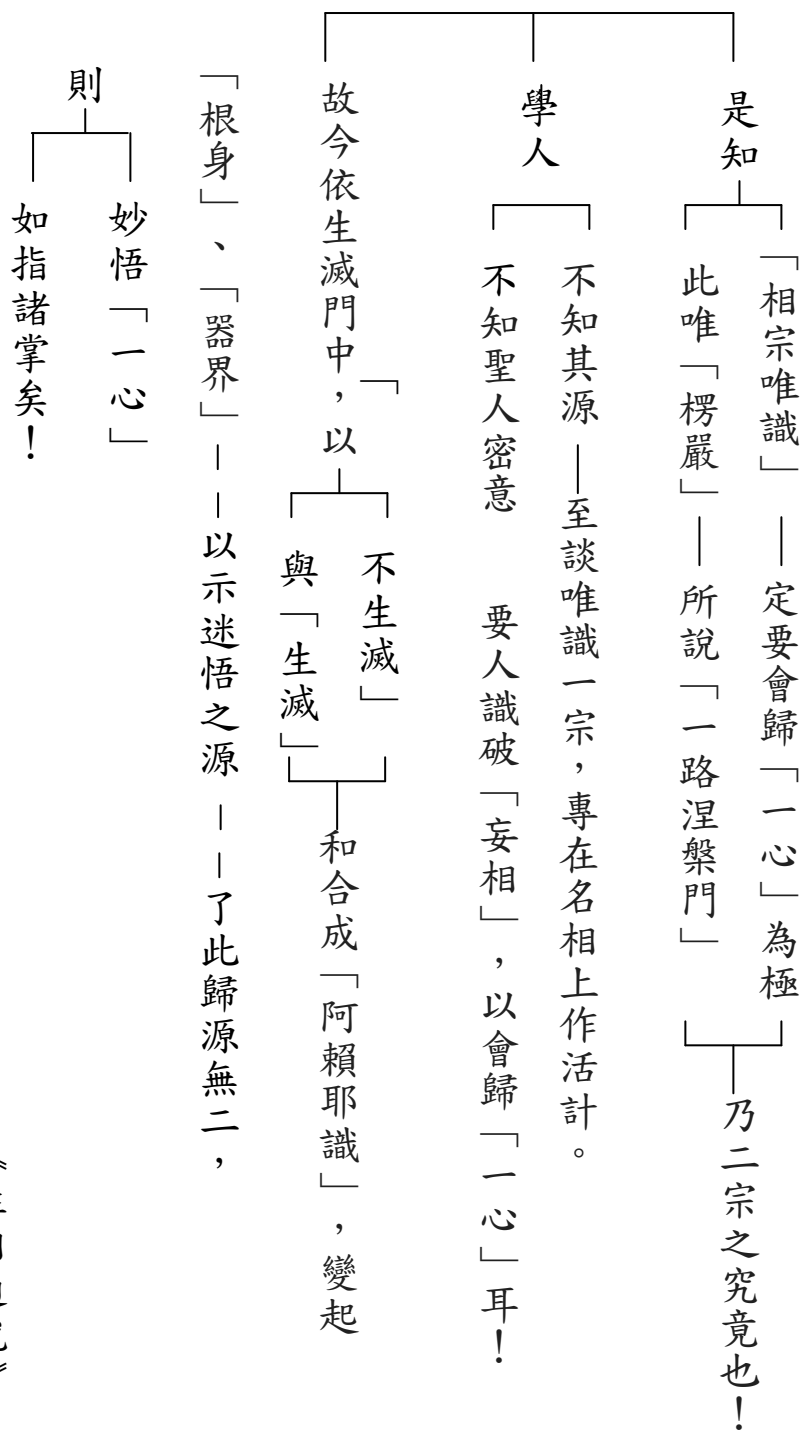 是知
「相宗唯識」——定要會歸「一心」為極
此唯「楞嚴」——所說「一路涅槃門」
乃二宗之究竟也！
學人
不知其源——至談唯識一宗，專在名相上作活計。
不知聖人密意 要人識破「妄相」，以會歸「一心」耳！
故今依生滅門中，以「
不生滅」
與「生滅」
和合成「阿賴耶識」，變起
「根身」、「器界」——以示迷悟之源——了此歸源無二，
則
妙悟「一心」
如指諸掌矣！